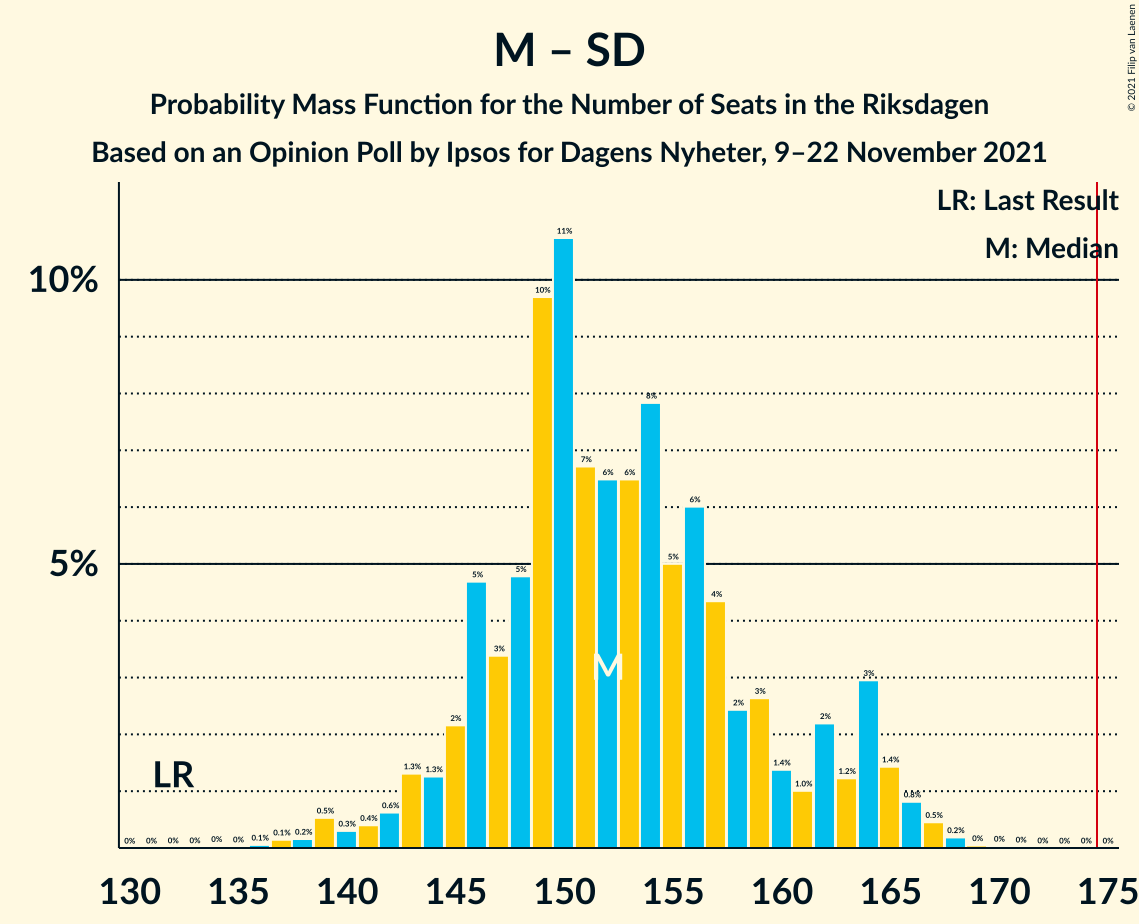 M – SD
Probability Mass Function for the Number of Seats in the Riksdagen
Based on an Opinion Poll by Ipsos for Dagens Nyheter, 9–22 November 2021
© 2021 Filip van Laenen
LR: Last Result
M: Median
10%
5%
0% 0% 0% 0% 0% 0% 0.1% 0.1% 0.2% 0.5% 0.3% 0.4% 0.6% 1.3% 1.3% 2% 5% 3% 5% 10% 11% 7% 6% 6% 8% 5% 6% 4% 2% 3% 1.4% 1.0% 2% 1.2% 3% 1.4% 0.8% 0.5% 0.2% 0% 0% 0% 0% 0% 0% 0%
M
LR
130 135 140 145 150 155 160 165 170 175